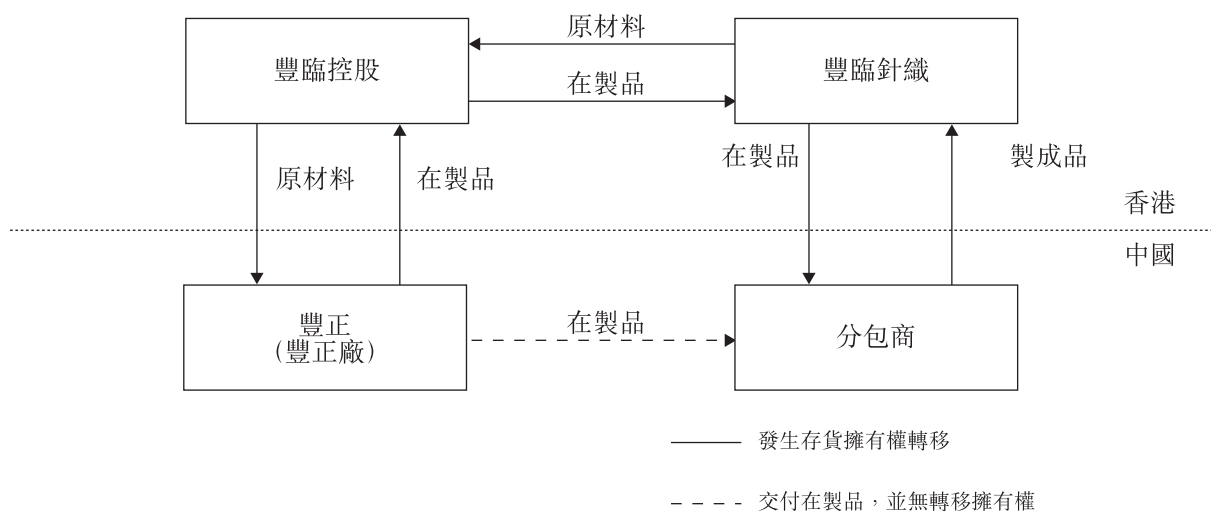 原材料
豐臨控股
豐臨針織
在製品
原材料
在製品
在製品
製成品
香港
中國
豐正
（豐正廠）
在製品
分包商
發生存貨擁有權轉移
交付在製品，並無轉移擁有權